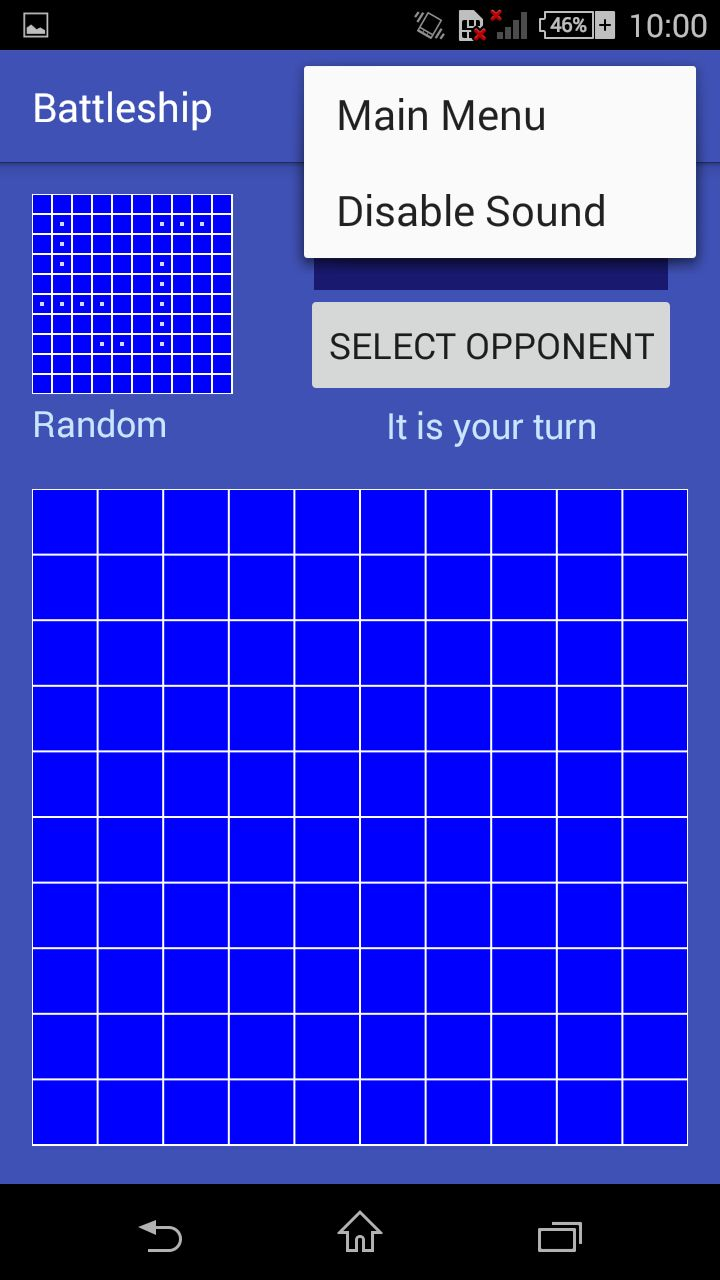 46%
10:00
Battleship
Main Menu
Disable Sound
SELECT OPPONENT
Random
It is your turn